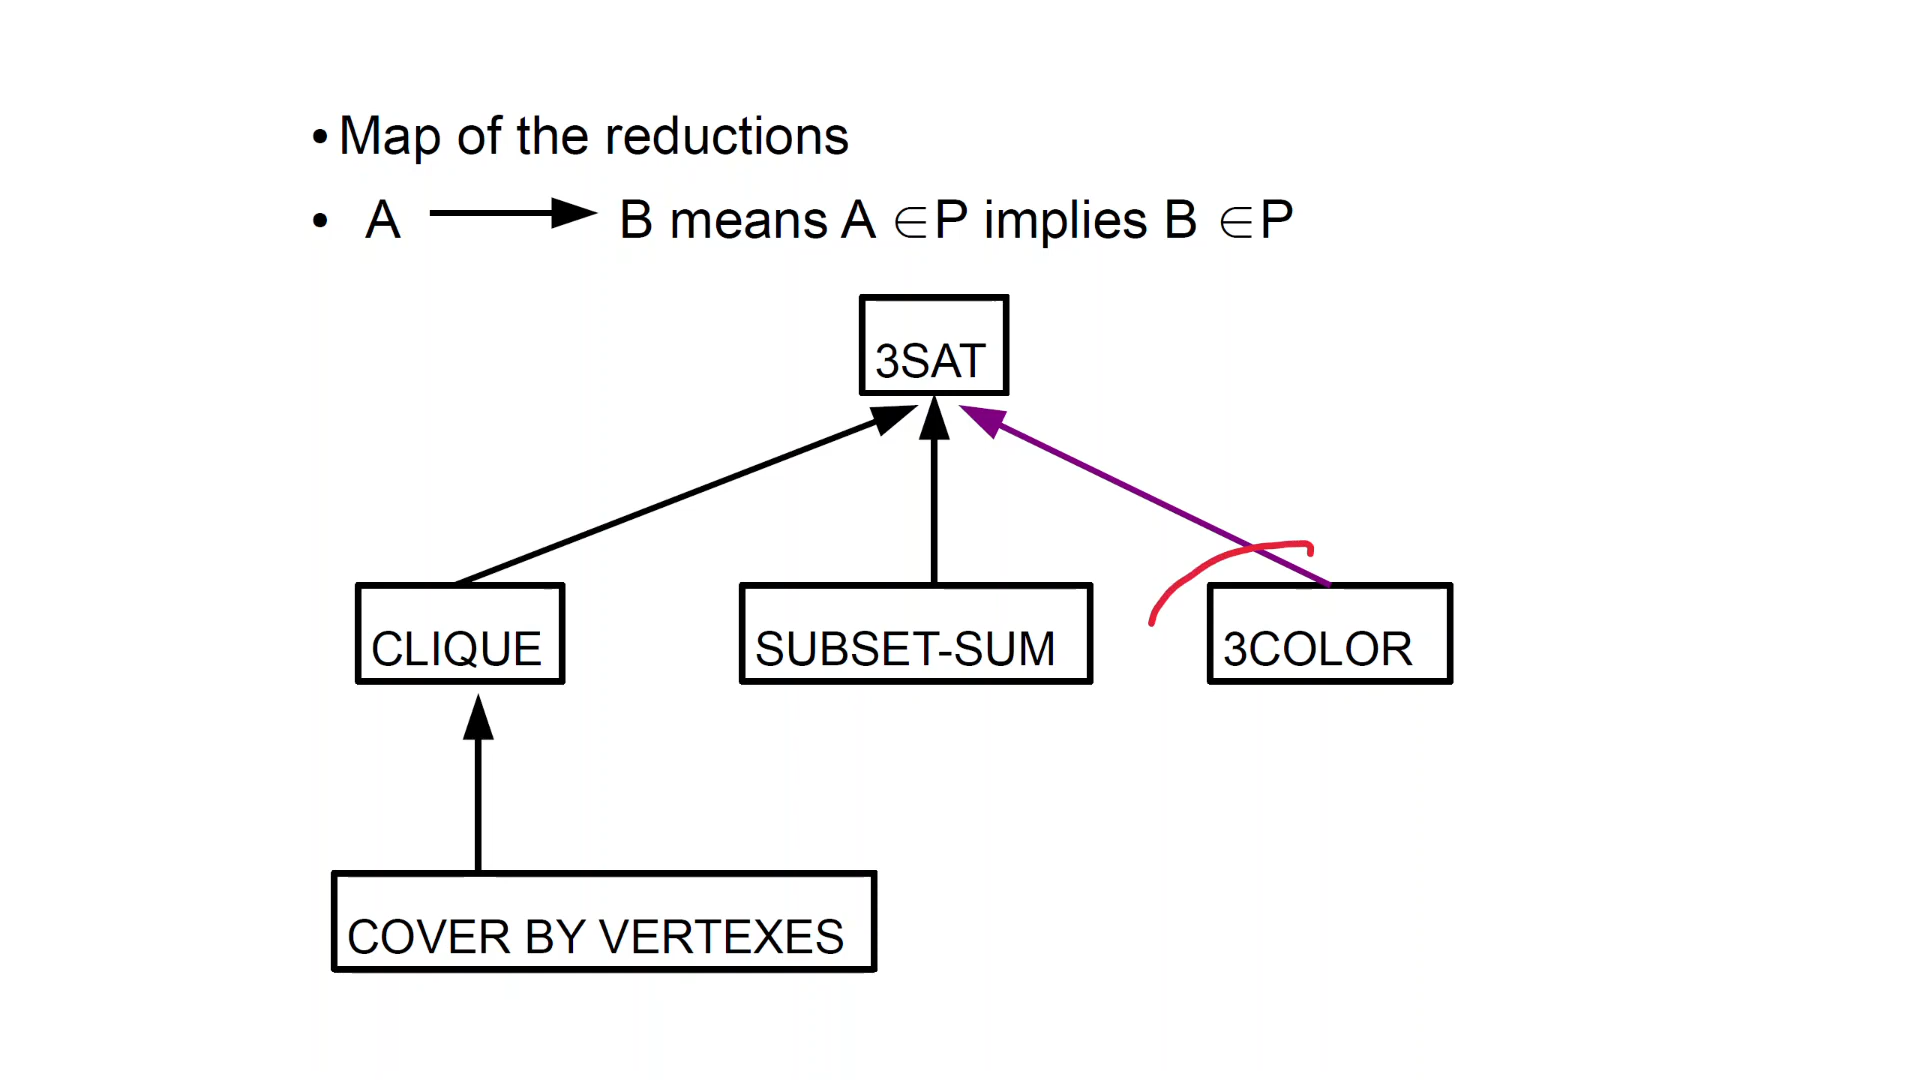 • Map of the reductions
• A B means A ∈P implies B ∈P
3SAT
CLIQUE
SUBSET-SUM
3COLOR
COVER BY VERTEXES